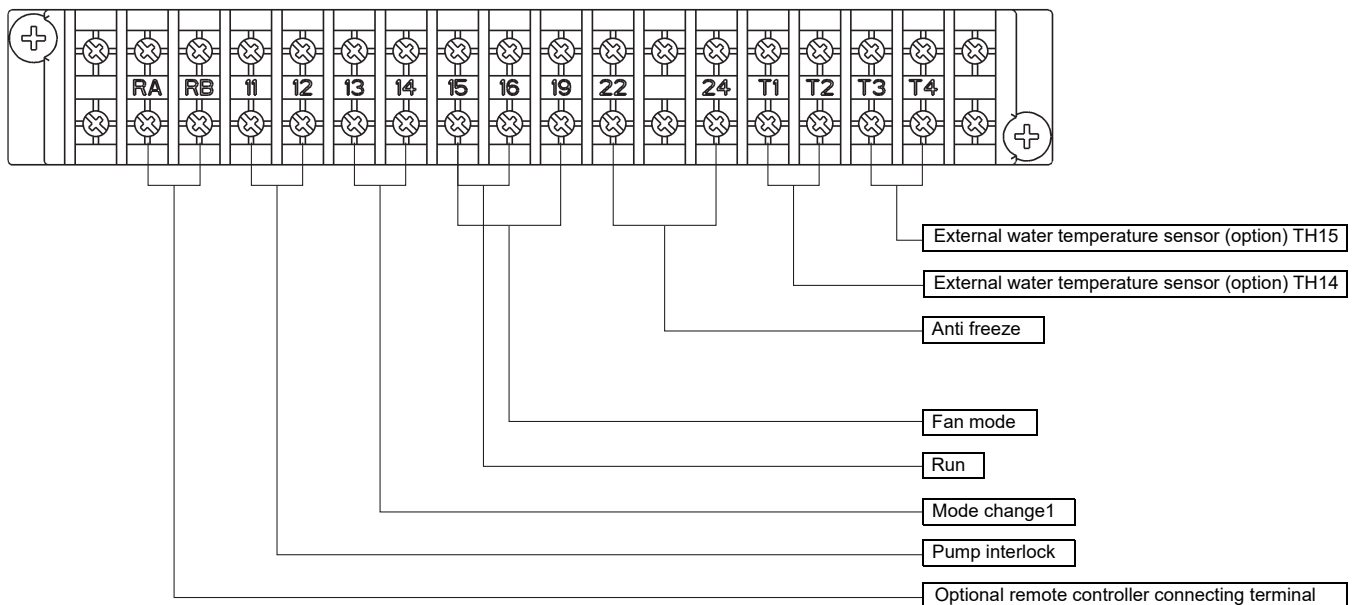 RA RB 11 12 13 14 15 16 19 22 24 T1 T2 T3 T4
External water temperature sensor (option) TH15
External water temperature sensor (option) TH14
Anti freeze
Fan mode
Run
Mode change1
Pump interlock
Optional remote controller connecting terminal